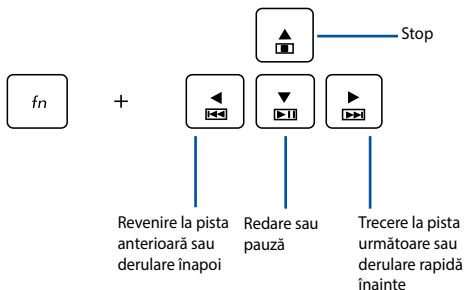 Stop
fn +
Revenire la pista
anterioară sau
derulare înapoi
Redare sau
pauză
Trecere la pista
următoare sau
derulare rapidă
înainte